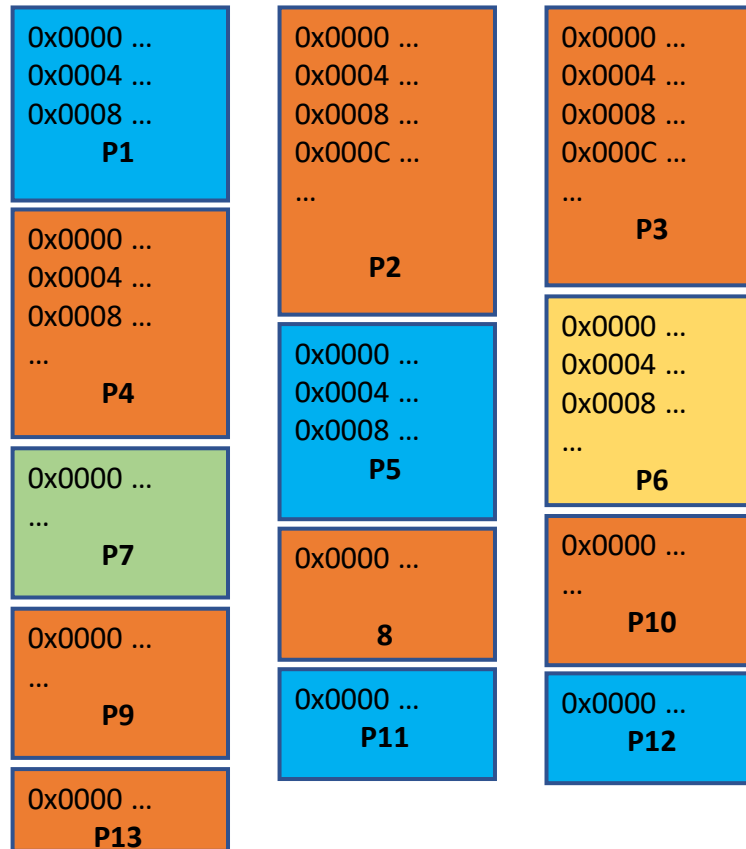 0x0000 ...
0x0004 ...
0x0008 ...
P1
0x0000 ...
0x0004 ...
0x0008 ...
0x000C ...
...
P2
0x0000 ...
0x0004 ...
0x0008 ...
0x000C ...
...
P3
0x0000 ...
0x0004 ...
0x0008 ...
...
P4
0x0000 ...
0x0004 ...
0x0008 ...
P5
0x0000 ...
0x0004 ...
0x0008 ...
...
P6
0x0000 ...
...
P7
0x0000 ...
8
0x0000 ...
...
P9
0x0000 ...
...
P10
0x0000 ...
P11
0x0000 ...
P12
0x0000 ...
P13